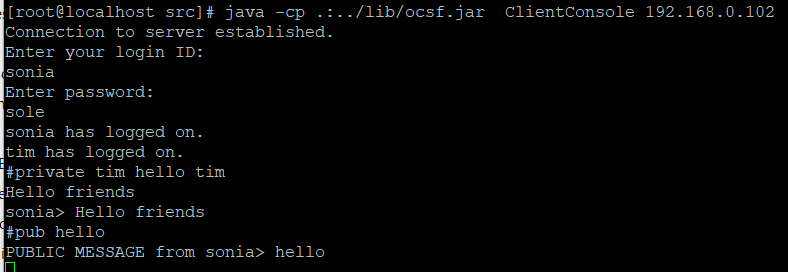 [root@localhost src]# java -cp .:../lib/ocsf.jar  ClientConsole 192.168.0.102
Connection to server established.
Enter your login ID:
sonia
Enter password:
sole
sonia has logged on.
tim has logged on.
#private tim hello tim
Hello friends
sonia> Hello friends
#pub hello
PUBLIC MESSAGE from sonia> hello